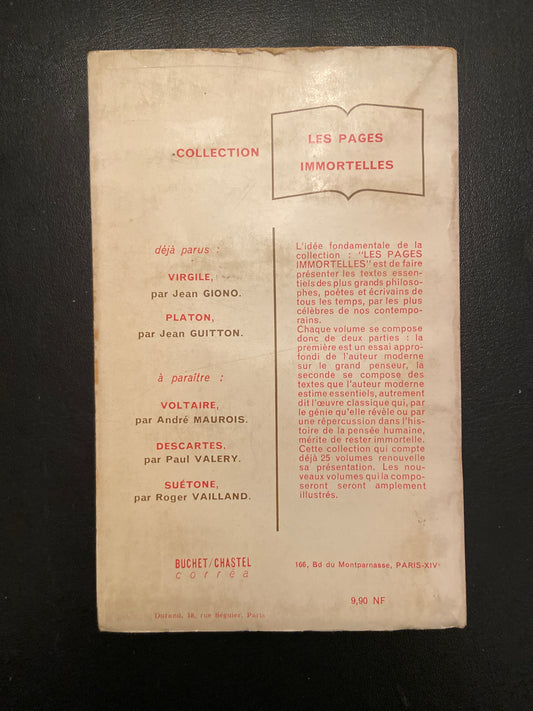 -COLLECTION
LES PAGES
IMMORTELLES
déjà parus :
VIRGILE,
par Jean GIONO.
PLATON,
par Jean GUITTON.
à paraître :
VOLTAIRE,
par André MAUROIS.
DESCARTES,
par Paul VALERY.
SUÉTONE,
par Roger VAILLAND.
L'idée fondamentale de la
collection : "LES PAGES
IMMORTELLES" est de faire
présenter les textes essen-
tiels des plus grands philoso-
phes, poètes et écrivains de
tous les temps, par les plus
célèbres de nos contempo-
rains.
Chaque volume se compose
donc de deux parties : la
première est un essai appro-
fondi de l'auteur moderne
sur le grand penseur, la
seconde se compose des
textes que l'auteur moderne
estime essentiels, autrement
dit l'œuvre classique qui, par
le génie qu'elle révèle ou par
une répercussion dans l'his-
toire de la pensée humaine,
mérite de rester immortelle.
Cette collection qui compte
déjà 25 volumes renouvelle
sa présentation. Les nou-
veaux volumes qui la compo-
seront seront amplement
illustrés.
BUCHET/CHASTEL
corrêa
166, Bd du Montparnasse, PARIS-XIVe
9,90 NF
Durand, 18, rue Séguier, Paris